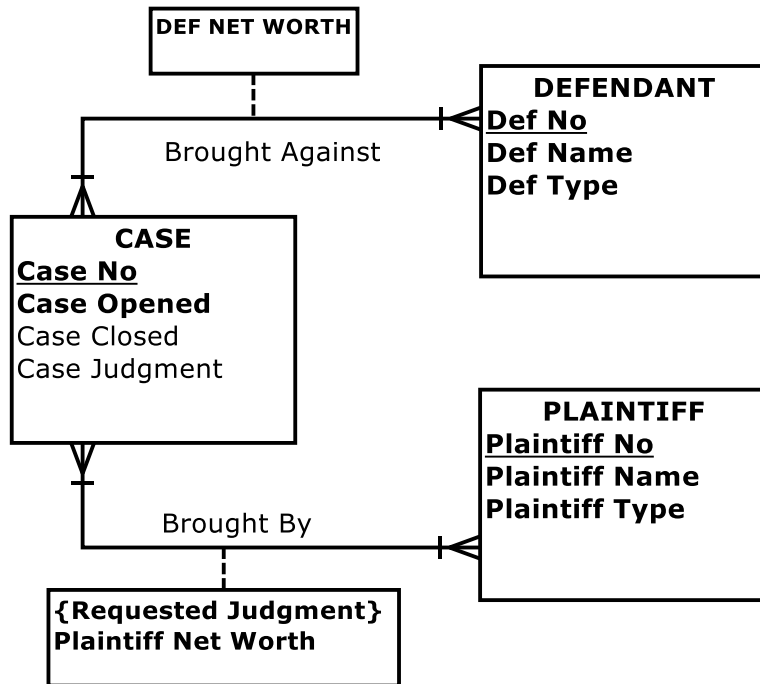 DEF NET WORTH
DEFENDANT
Def No
Def Name
Def Type
Brought Against
CASE
Case No
Case Opened
Case Closed
Case Judgment
PLAINTIFF
Plaintiff No
Plaintiff Name
Plaintiff Type
Brought By
{Requested Judgment}
Plaintiff Net Worth